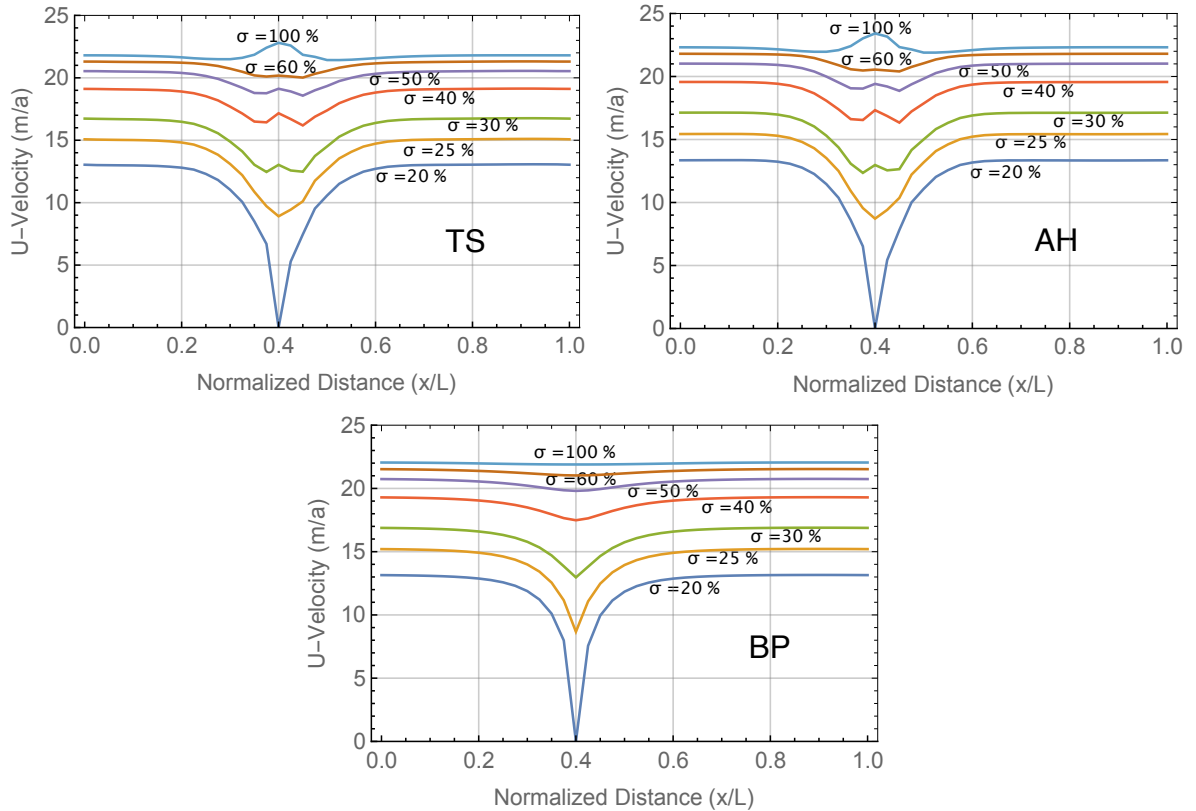 25
20
15
10
5
0
U-Velocity (m/a)
σ =100 %
σ =60 %
σ =50 %
σ =40 %
σ =30 %
σ =25 %
σ =20 %
TS
0.0 0.2 0.4 0.6 0.8 1.0
Normalized Distance (x/L)
25
20
15
10
5
0
U-Velocity (m/a)
σ =100 %
σ =60 %
σ =50 %
σ =40 %
σ =30 %
σ =25 %
σ =20 %
AH
0.0 0.2 0.4 0.6 0.8 1.0
Normalized Distance (x/L)
25
20
15
10
5
0
U-Velocity (m/a)
σ =100 %
σ =60 %
σ =50 %
σ =40 %
σ =30 %
σ =25 %
σ =20 %
BP
0.0 0.2 0.4 0.6 0.8 1.0
Normalized Distance (x/L)